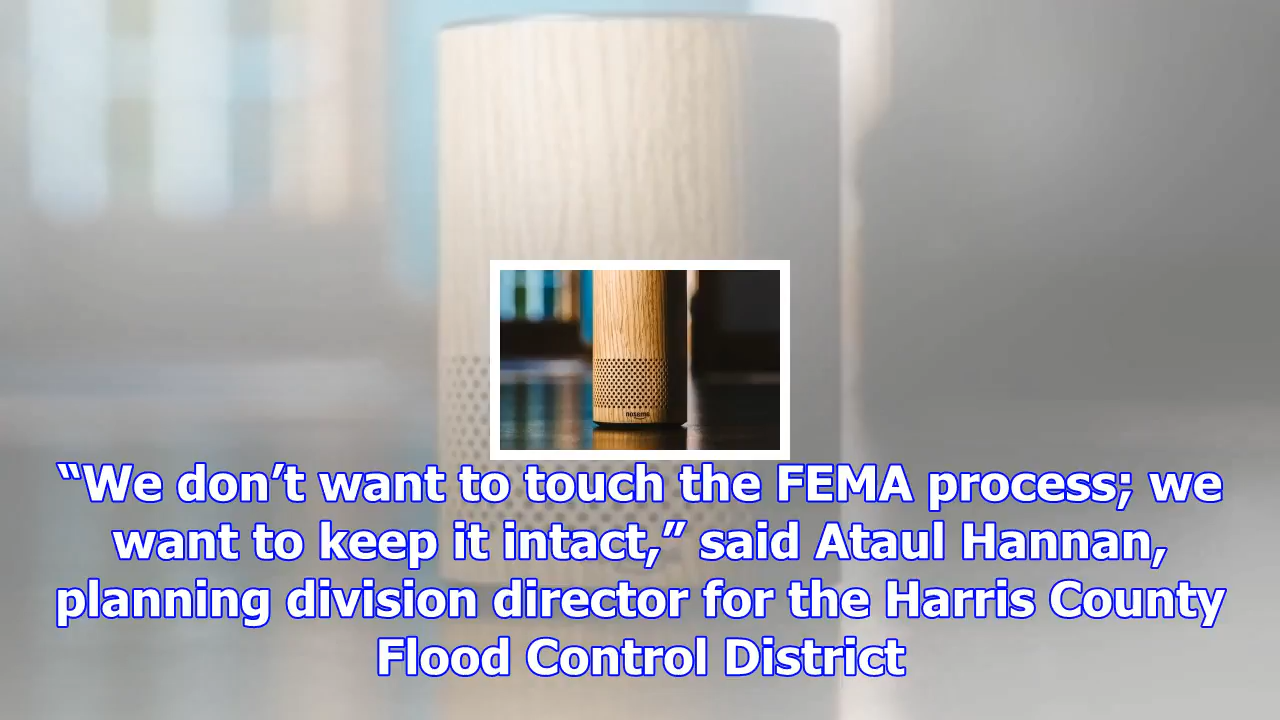 “We don’t want to touch the FEMA process; we
want to keep it intact,” said Ataul Hannan,
planning division director for the Harris County
Flood Control District